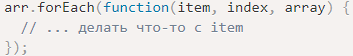 arr.forEach(function(item, index, array) {
  // ... делать что-то с item
});